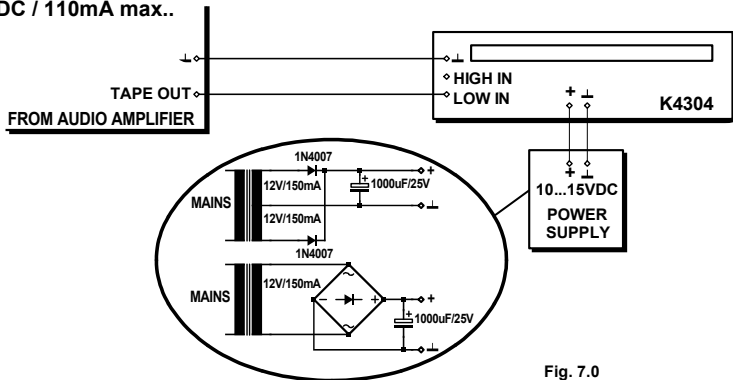 DC / 110mA max..
HIGH IN
TAPE OUT
LOW IN
+
K4304
FROM AUDIO AMPLIFIER
+
10...15VDC
POWER
SUPPLY
1N4007
+
12V/150mA
+
1000uF/25V
MAINS
12V/150mA
1N4007
12V/150mA
MAINS
~
- +
~
+
+
1000uF/25V
Fig. 7.0